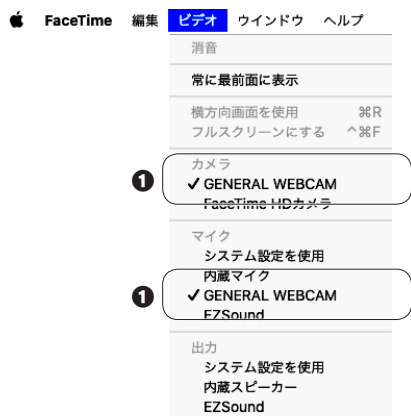 FaceTime 編集 ビデオ ウインドウ ヘルプ
消音
常に最前面に表示
横方向画面を使用 ⌘R
フルスクリーンにする ^⌘F
カメラ
❶ ✓ GENERAL WEBCAM
FaceTime HDカメラ
マイク
システム設定を使用
内蔵マイク
❶ ✓ GENERAL WEBCAM
EZSound
出力
システム設定を使用
内蔵スピーカー
EZSound